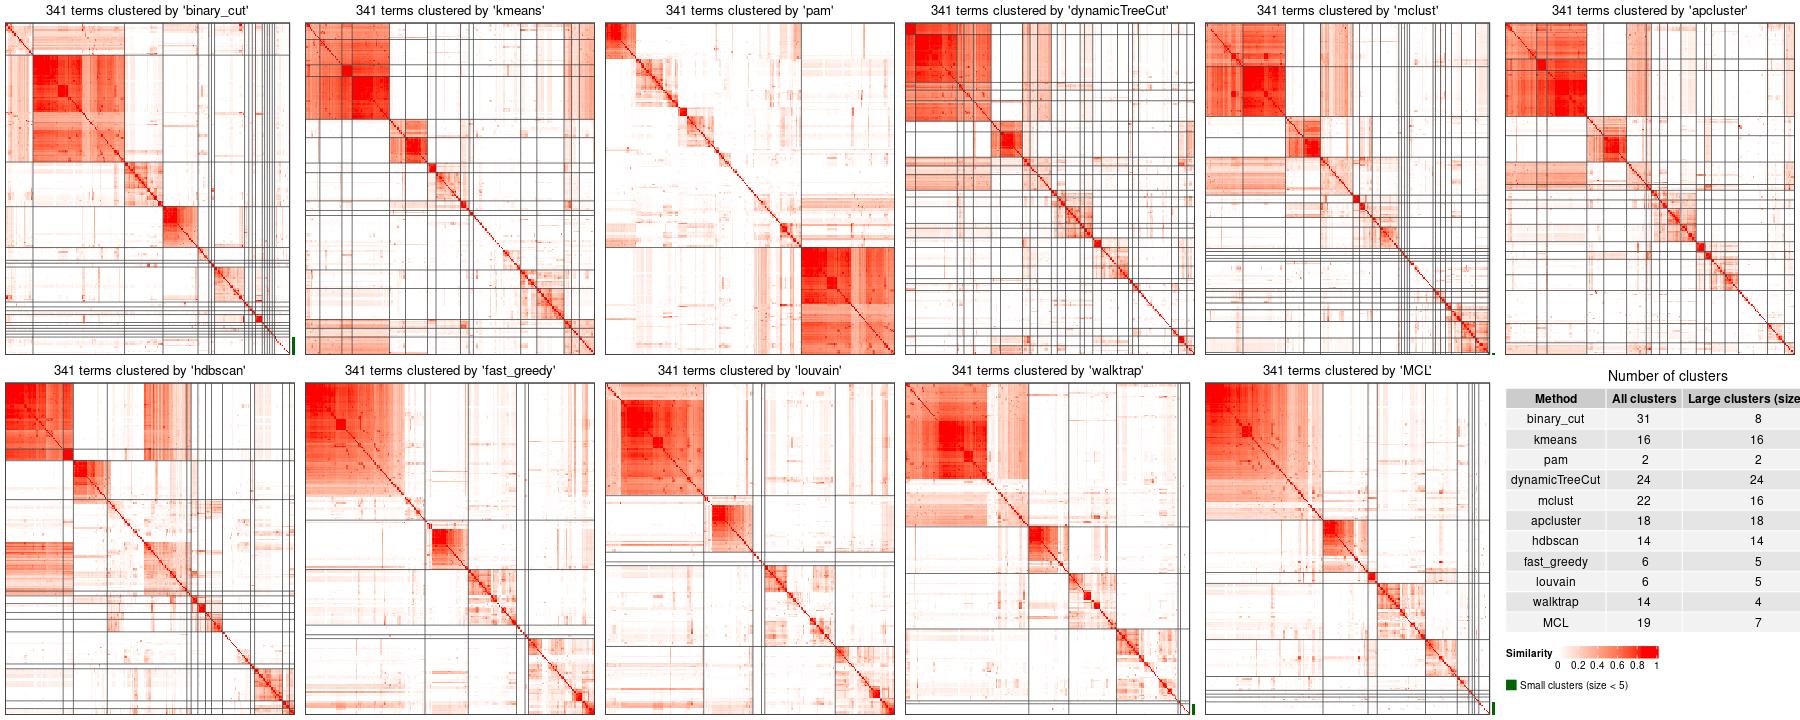 341 terms clustered by 'binary_cut'
341 terms clustered by 'kmeans'
341 terms clustered by 'pam'
341 terms clustered by 'dynamicTreeCut'
341 terms clustered by 'mclust'
341 terms clustered by 'apcluster'
341 terms clustered by 'hdbscan'
341 terms clustered by 'fast_greedy'
341 terms clustered by 'louvain'
341 terms clustered by 'walktrap'
341 terms clustered by 'MCL'
Number of clusters
Method All clusters Large clusters (size
binary_cut 31 8
kmeans 16 16
pam 2 2
dynamicTreeCut 24 24
mclust 22 16
apcluster 18 18
hdbscan 14 14
fast_greedy 6 5
louvain 6 5
walktrap 14 4
MCL 19 7
Similarity
0 0.2 0.4 0.6 0.8 1
Small clusters (size < 5)